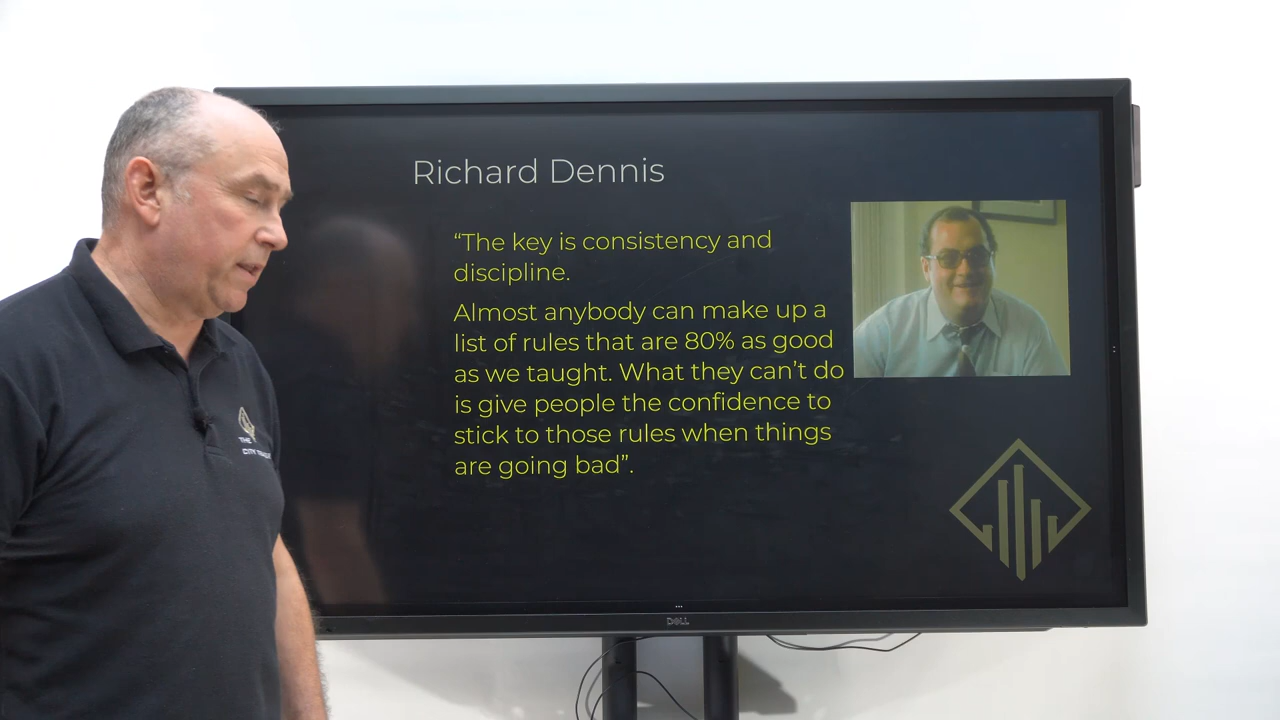 Richard Dennis
“The key is consistency and
discipline.
Almost anybody can make up a
list of rules that are 80% as good
as we taught. What they can’t do
is give people the confidence to
stick to those rules when things
are going bad”.
DELL
THE